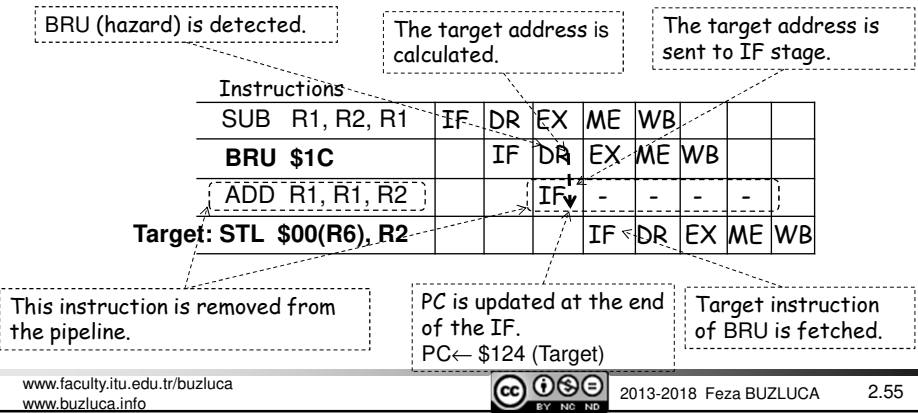 BRU (hazard) is detected.
The target address is
calculated.
The target address is
sent to IF stage.
Instructions
SUB R1, R2, R1 IF DR EX ME WB
BRU $1C IF DR EX ME WB
ADD R1, R1, R2 IF - - - -
Target: STL $00(R6), R2 IF DR EX ME WB
This instruction is removed from
the pipeline.
PC is updated at the end
of the IF.
PC← $124 (Target)
Target instruction
of BRU is fetched.
www.faculty.itu.edu.tr/buzluca
www.buzluca.info
cc BY NC ND
2013-2018 Feza BUZLUCA 2.55